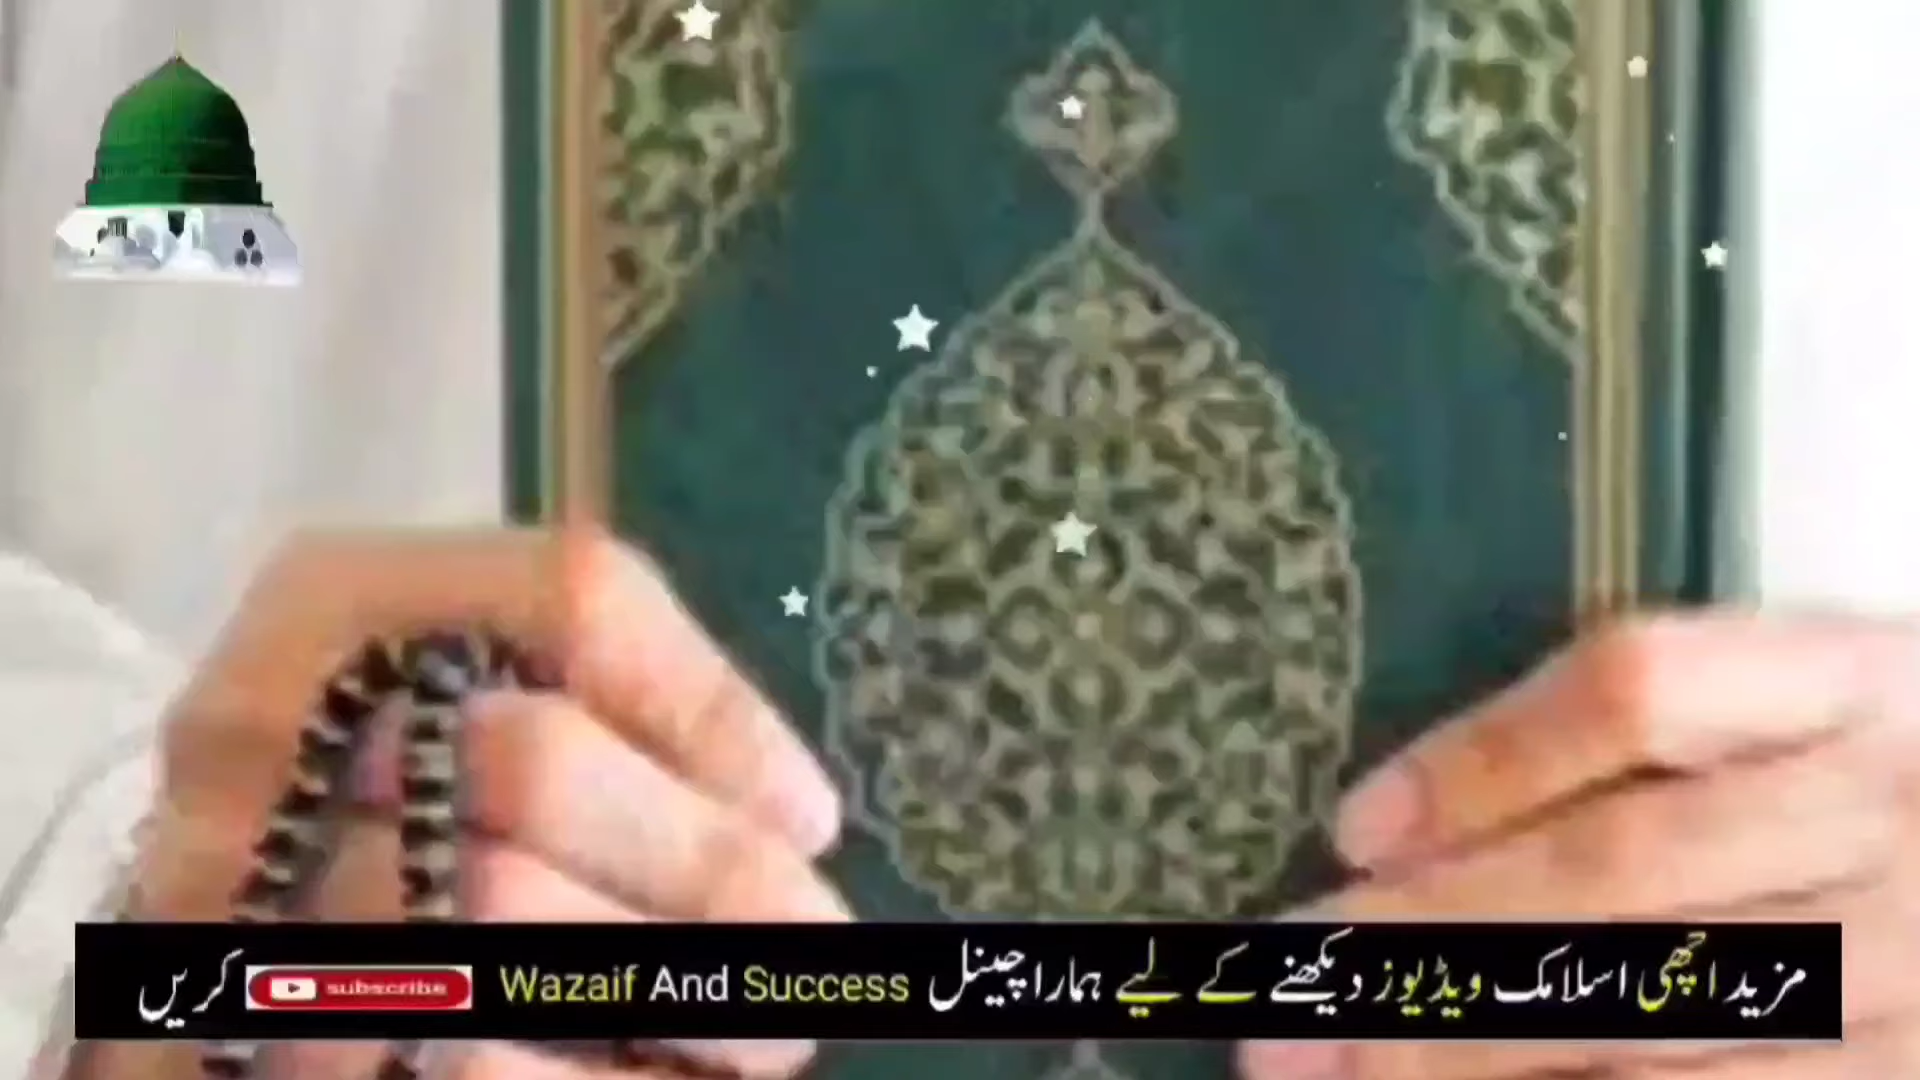 مزید اچھی اسلامک ویڈیوز دیکھنے کے لیے ہمارا چینل Wazaif And Success subscribe کریں